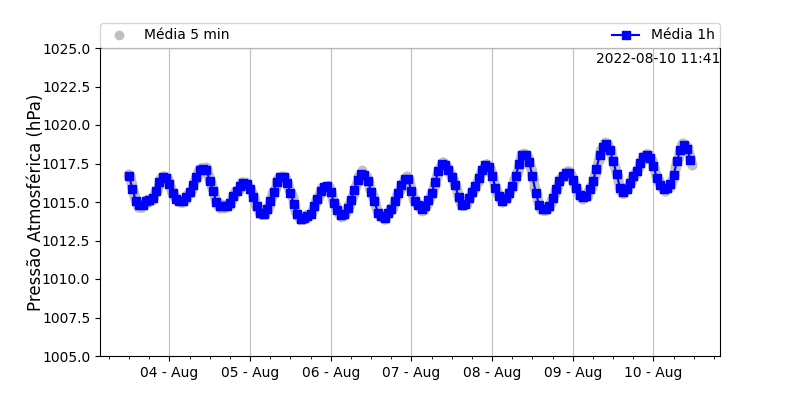 Média 5 min
Média 1h
2022-08-10 11:41
Pressão Atmosférica (hPa)
1025.0
1022.5
1020.0
1017.5
1015.0
1012.5
1010.0
1007.5
1005.0
04 - Aug
05 - Aug
06 - Aug
07 - Aug
08 - Aug
09 - Aug
10 - Aug